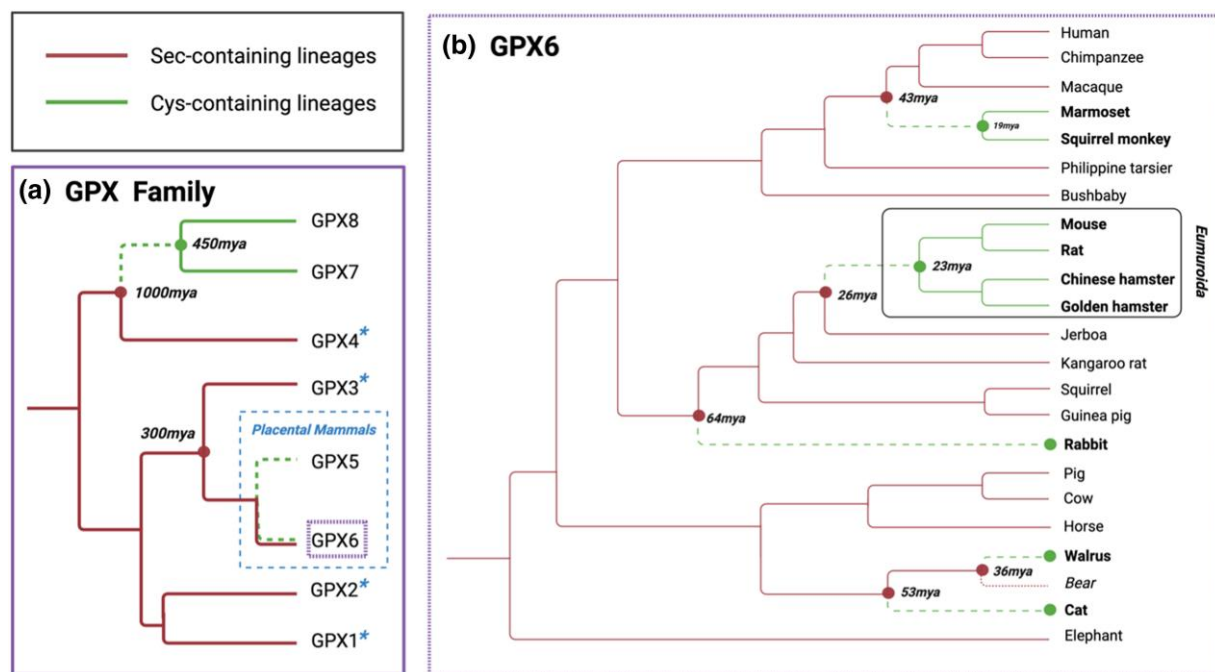 Sec-containing lineages
Cys-containing lineages
(a) GPX Family
GPX8
450mya
GPX7
1000mya
GPX4*
GPX3*
300mya
Placental Mammals
GPX5
GPX6
GPX2*
GPX1*
(b) GPX6
Human
Chimpanzee
Macaque
43mya
Marmoset
19mya
Squirrel monkey
Philippine tarsier
Bushbaby
Mouse
Rat
23mya
Chinese hamster
Golden hamster
Eumuroida
26mya
Jerboa
Kangaroo rat
Squirrel
Guinea pig
64mya
Rabbit
Pig
Cow
Horse
Walrus
36mya
Bear
53mya
Cat
Elephant